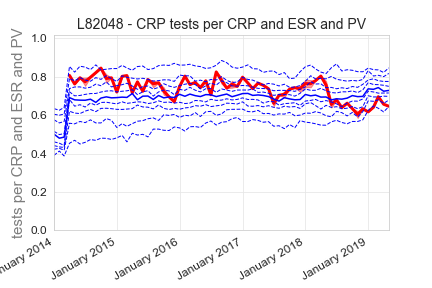 L82048 - CRP tests per CRP and ESR and PV
tests per CRP and ESR and PV
1.0
0.8
0.6
0.4
0.2
0.0
nuary 2014
January 2015
January 2016
January 2017
January 2018
January 2019